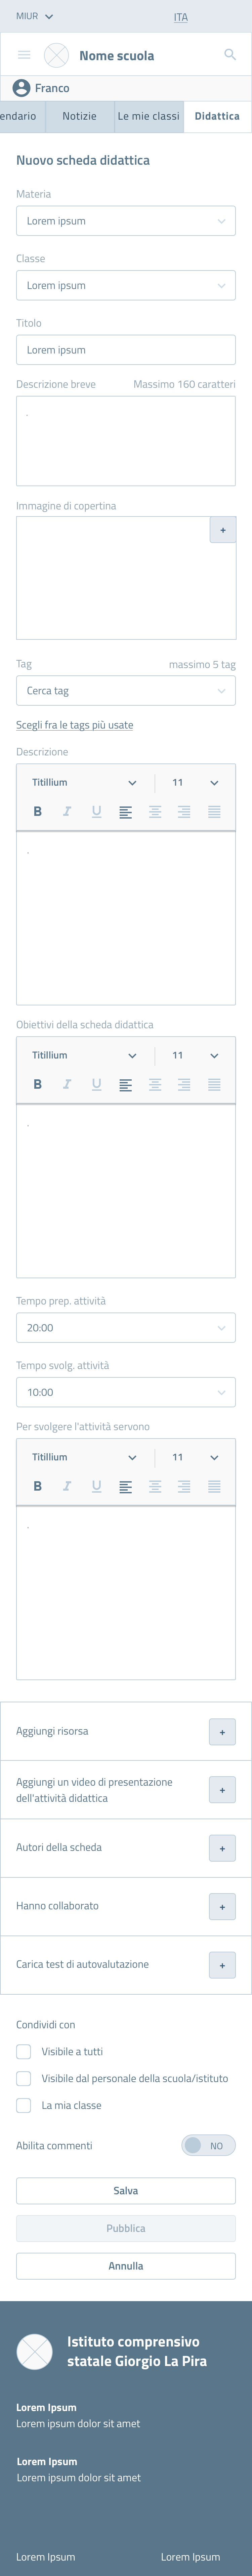 MIUR
ITA
Nome scuola
Franco
endario
Notizie
Le mie classi
Didattica
Nuovo scheda didattica
Materia
Lorem ipsum
Classe
Lorem ipsum
Titolo
Lorem ipsum
Descrizione breve
Massimo 160 caratteri
Immagine di copertina
+
Tag
massimo 5 tag
Cerca tag
Scegli fra le tags più usate
Descrizione
Titillium
11
B I U
Obiettivi della scheda didattica
Titillium
11
B I U
Tempo prep. attività
20:00
Tempo svolg. attività
10:00
Per svolgere l'attività servono
Titillium
11
B I U
Aggiungi risorsa
+
Aggiungi un video di presentazione
dell'attività didattica
+
Autori della scheda
+
Hanno collaborato
+
Carica test di autovalutazione
+
Condividi con
Visibile a tutti
Visibile dal personale della scuola/istituto
La mia classe
Abilita commenti
NO
Salva
Pubblica
Annulla
Istituto comprensivo
statale Giorgio La Pira
Lorem Ipsum
Lorem ipsum dolor sit amet
Lorem Ipsum
Lorem ipsum dolor sit amet
Lorem Ipsum
Lorem Ipsum